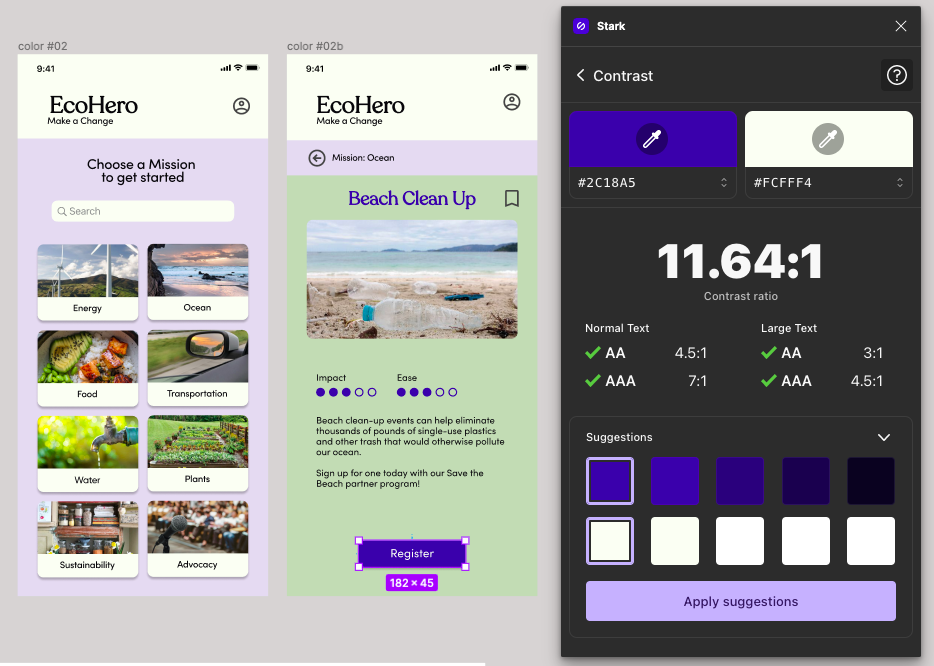 color #02
9:41
EcoHero
Make a Change
Choose a Mission
to get started
Search
Energy
Ocean
Food
Transportation
Water
Plants
Sustainability
Advocacy
color #02b
9:41
EcoHero
Make a Change
Mission: Ocean
Beach Clean Up
Impact
Ease
Beach clean-up events can help eliminate
thousands of pounds of single-use plastics
and other trash that would otherwise pollute
our ocean.
Sign up for one today with our Save the
Beach partner program!
Register
182 × 45
Stark
Contrast
#2C18A5
#FCFFF4
11.64:1
Contrast ratio
Normal Text
AA 4.5:1
AAA 7:1
Large Text
AA 3:1
AAA 4.5:1
Suggestions
Apply suggestions